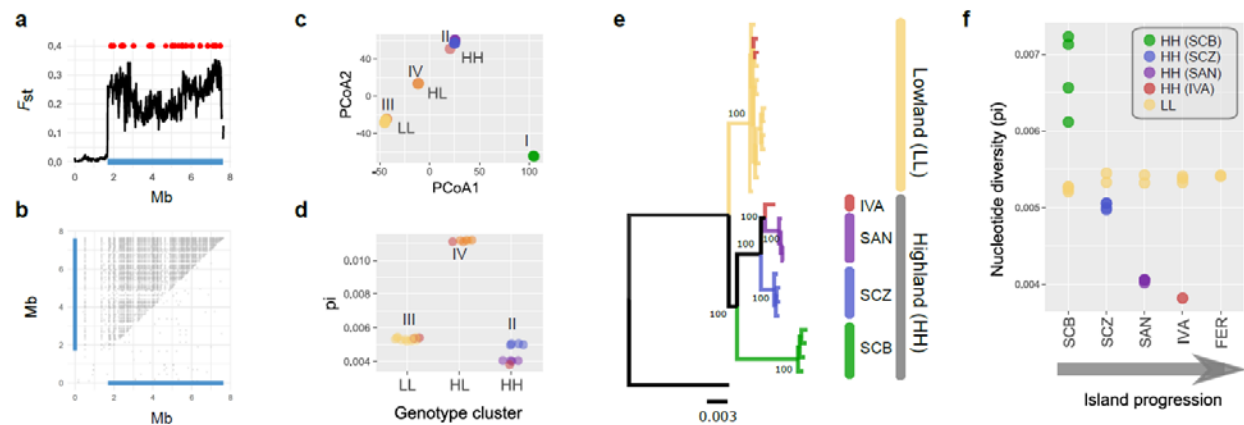 a
0,4
0,3
0,2
0,1
0,0
Fst
0 2 4 6 8
Mb
b
8
6
4
2
0
Mb
0 2 4 6 8
Mb
c
40
0
-40
PCoA2
II
HH
IV
HL
III
LL
I
0 50 100
PCoA1
d
0,010
0,008
0,006
0,004
pi
IV
III
II
LL HL HH
Genotype cluster
e
100
100
100
100
100
100
100
0.003
IVA
SAN
SCZ
SCB
Lowland (LL)
Highland (HH)
f
0,007
0,006
0,005
0,004
Nucleotide diversity (pi)
HH (SCB)
HH (SCZ)
HH (SAN)
HH (IVA)
LL
SCB
SCZ
SAN
IVA
FER
Island progression